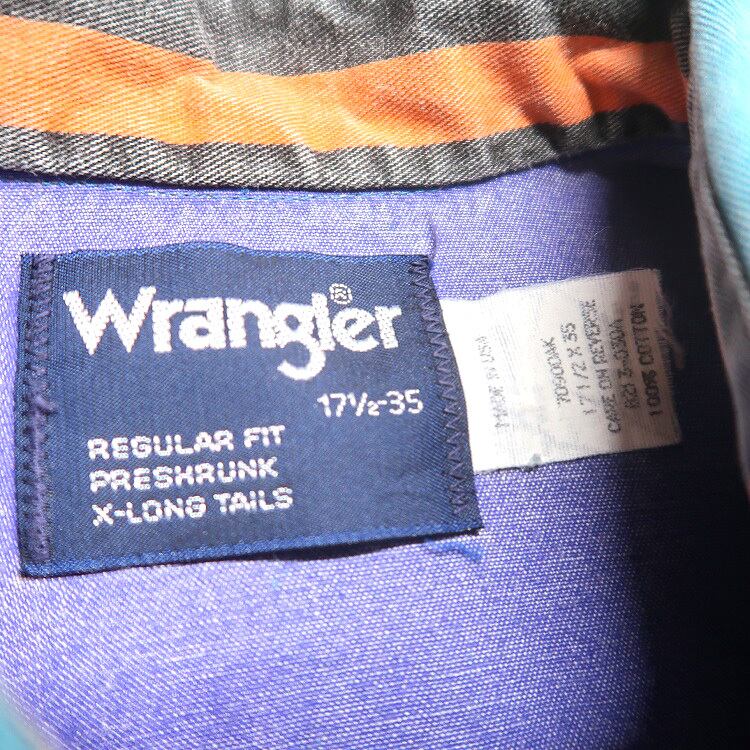 Wrangler®
17½-35
REGULAR FIT
PRESHRUNK
X-LONG TAILS
MADE IN USA
17 1/2 X 35
CARE ON REVERSE
100% COTTON